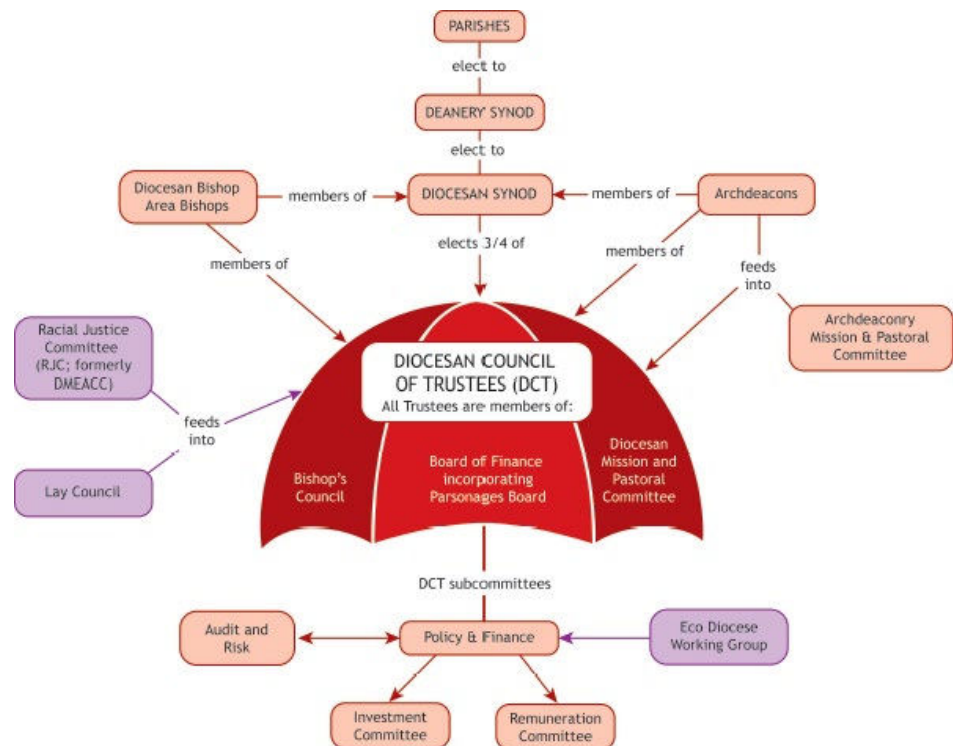 PARISHES
elect to
DEANERY SYNOD
elect to
Diocesan Bishop
Area Bishops
members of
DIOCESAN SYNOD
members of
Archdeacons
elects 3/4 of
members of
members of
feeds
into
Racial Justice
Committee
(RJC; formerly
DMEACC)
Archdeaconry
Mission & Pastoral
Committee
DIOCESAN COUNCIL
OF TRUSTEES (DCT)
All Trustees are members of:
feeds
into
Lay Council
Bishop's
Council
Board of Finance
incorporating
Parsonages Board
Diocesan
Mission and
Pastoral
Committee
DCT subcommittees
Audit and
Risk
Policy & Finance
Eco Diocese
Working Group
Investment
Committee
Remuneration
Committee